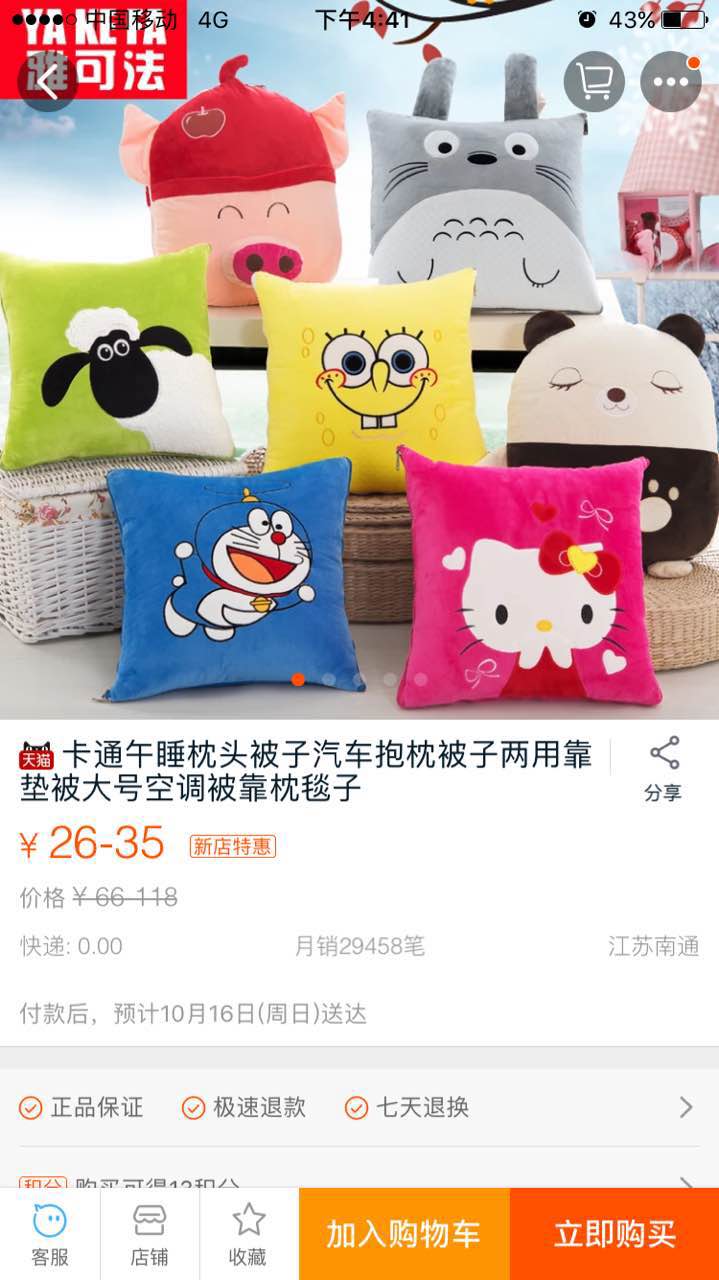 中国移动 4G 下午4:41 43%
YA KEYA
雅可法
天猫 卡通午睡枕头被子汽车抱枕被子两用靠
垫被大号空调被靠枕毯子
分享
¥ 26-35 新店特惠
价格 ¥ 66-118
快递: 0.00 月销29458笔 江苏南通
付款后，预计10月16日(周日)送达
正品保证 极速退款 七天退换
积分 购买可得13积分
客服 店铺 收藏 加入购物车 立即购买